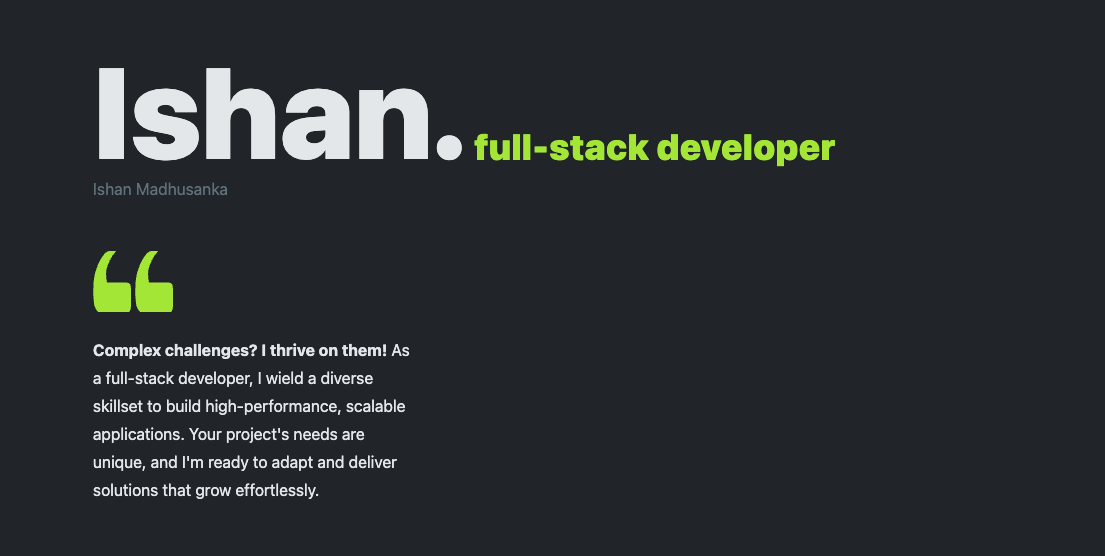 Ishan. full-stack developer
Ishan Madhusanka
“
Complex challenges? I thrive on them! As
a full-stack developer, I wield a diverse
skillset to build high-performance, scalable
applications. Your project's needs are
unique, and I'm ready to adapt and deliver
solutions that grow effortlessly.